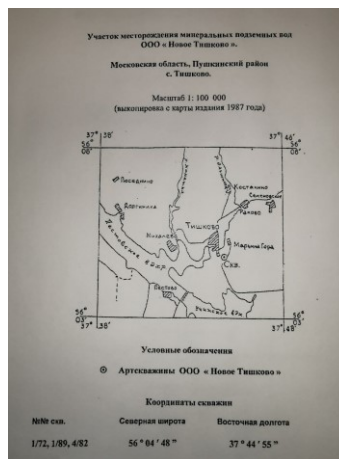 Участок месторождения минеральных подземных вод
ООО « Новое Тишково ».
Московская область, Пушкинский район
с. Тишково.
Масштаб 1: 100 000
(выкопировка с карты издания 1987 года)
37° 38' 37° 48'
56° 08' 56° 08'
Костянино
Раково
Тишково
Марьина Гора
Скв.
56° 03' 56° 03'
37° 38' 37° 48'
Условные обозначения
Артскважины ООО « Новое Тишково »
Координаты скважин
№№ скв. Северная широта Восточная долгота
1/72, 1/89, 4/82 56 ° 04 ' 48 " 37 ° 44 ' 55 "